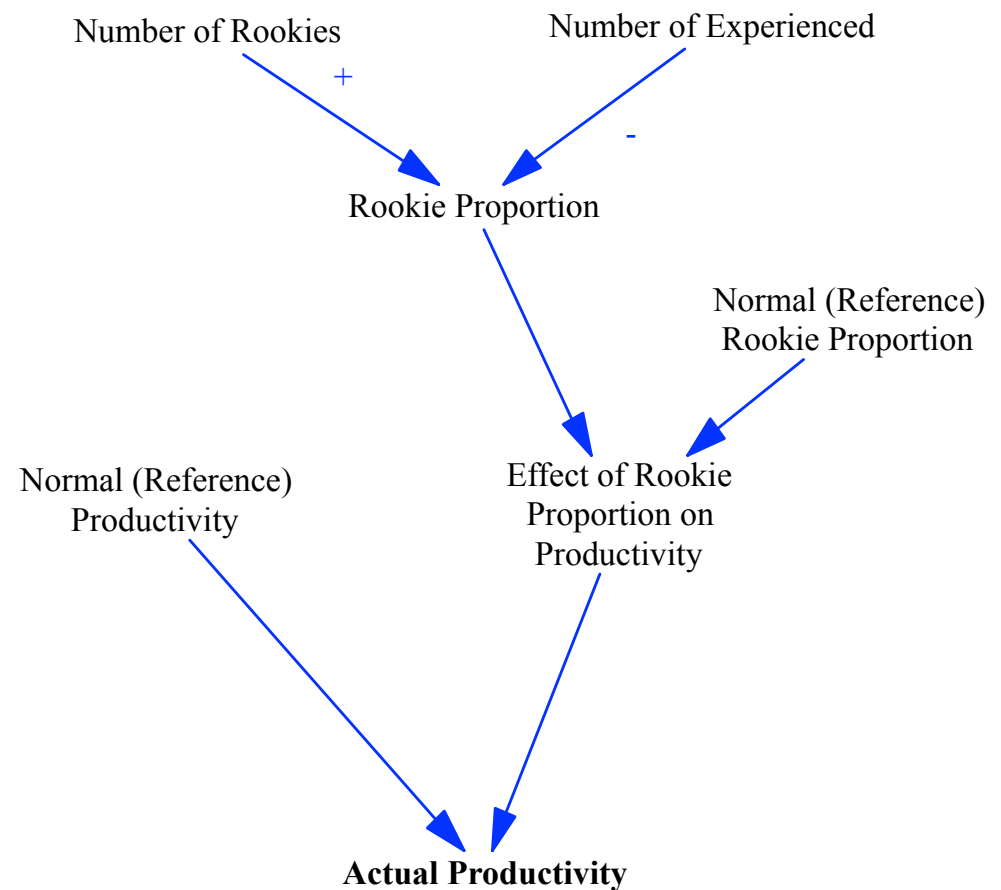 Number of Rookies
Number of Experienced
+
-
Rookie Proportion
Normal (Reference)
Rookie Proportion
Normal (Reference)
Productivity
Effect of Rookie
Proportion on
Productivity
Actual Productivity